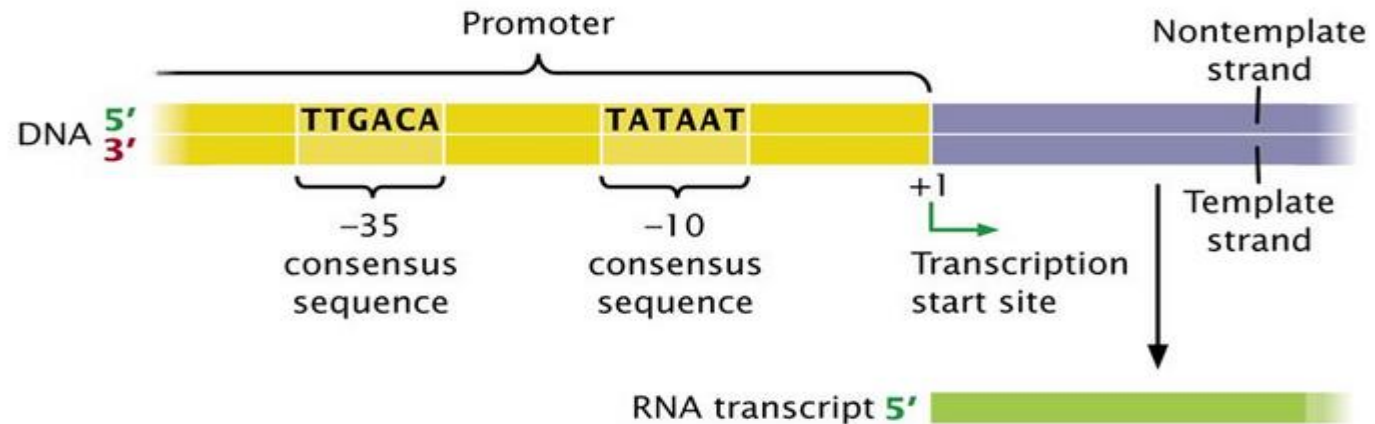 Promoter
Nontemplate
strand
DNA 5′
3′
TTGACA
TATAAT
+1
–35
consensus
sequence
–10
consensus
sequence
Transcription
start site
Template
strand
RNA transcript 5′